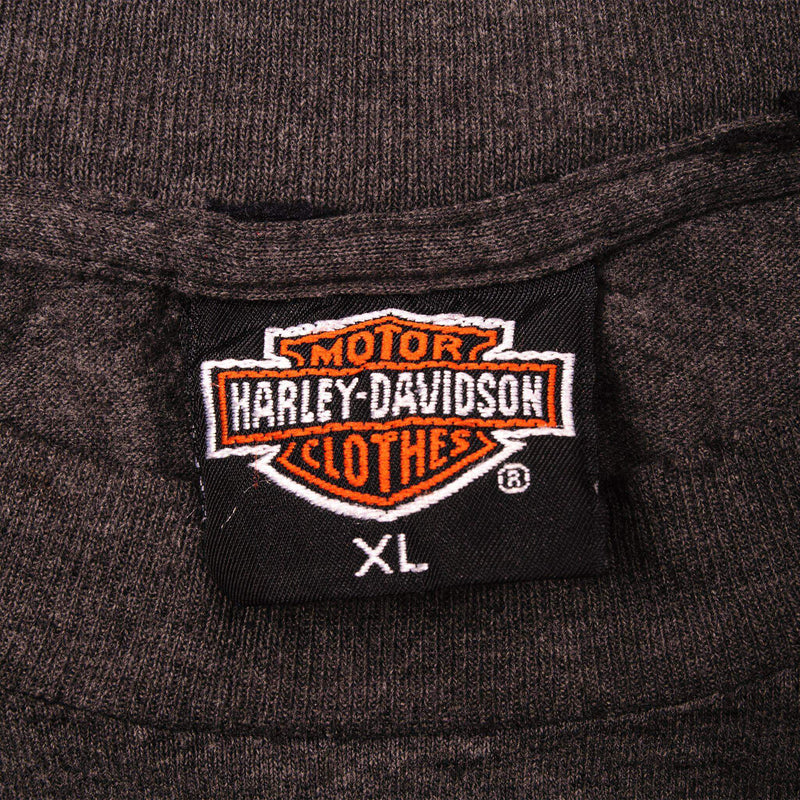 MOTOR
HARLEY-DAVIDSON
CLOTHES
®
XL